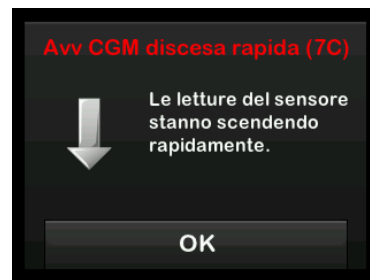 Avv CGM discesa rapida (7C)
Le letture del sensore
stanno scendendo
rapidamente.
OK